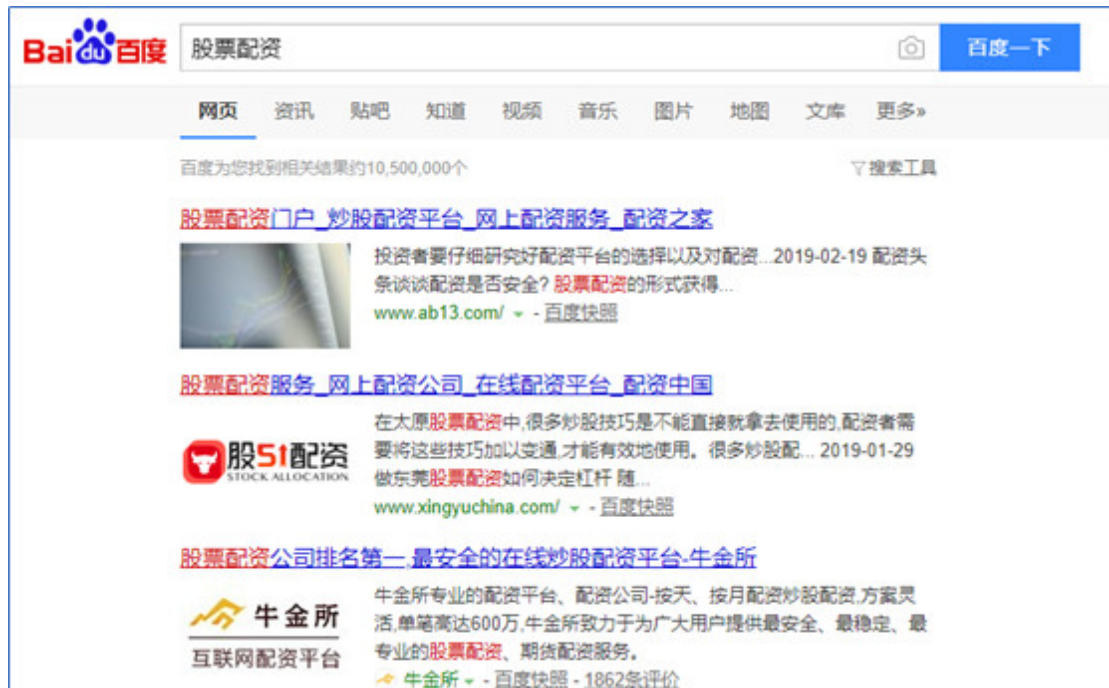 Bai du 百度 股票配资 百度一下
网页 资讯 贴吧 知道 视频 音乐 图片 地图 文库 更多»
百度为您找到相关结果约10,500,000个 搜索工具
股票配资门户_炒股配资平台_网上配资服务_配资之家
投资者要仔细研究好配资平台的选择以及对配资...2019-02-19 配资头
条谈谈配资是否安全? 股票配资的形式获得...
www.ab13.com/ - 百度快照
股票配资服务_网上配资公司_在线配资平台_配资中国
在太原股票配资中,很多炒股技巧是不能直接就拿去使用的,配资者需
要将这些技巧加以变通,才能有效地使用。很多炒股配... 2019-01-29
做东莞股票配资如何决定杠杆 随...
股51配资
STOCK ALLOCATION
www.xingyuchina.com/ - 百度快照
股票配资公司排名第一,最安全的在线炒股配资平台-牛金所
牛金所专业的配资平台、配资公司-按天、按月配资炒股配资,方案灵
活,单笔高达600万,牛金所致力于为广大用户提供最安全、最稳定、最
专业的股票配资、期货配资服务。
牛金所
互联网配资平台
牛金所 - 百度快照 - 1862条评价